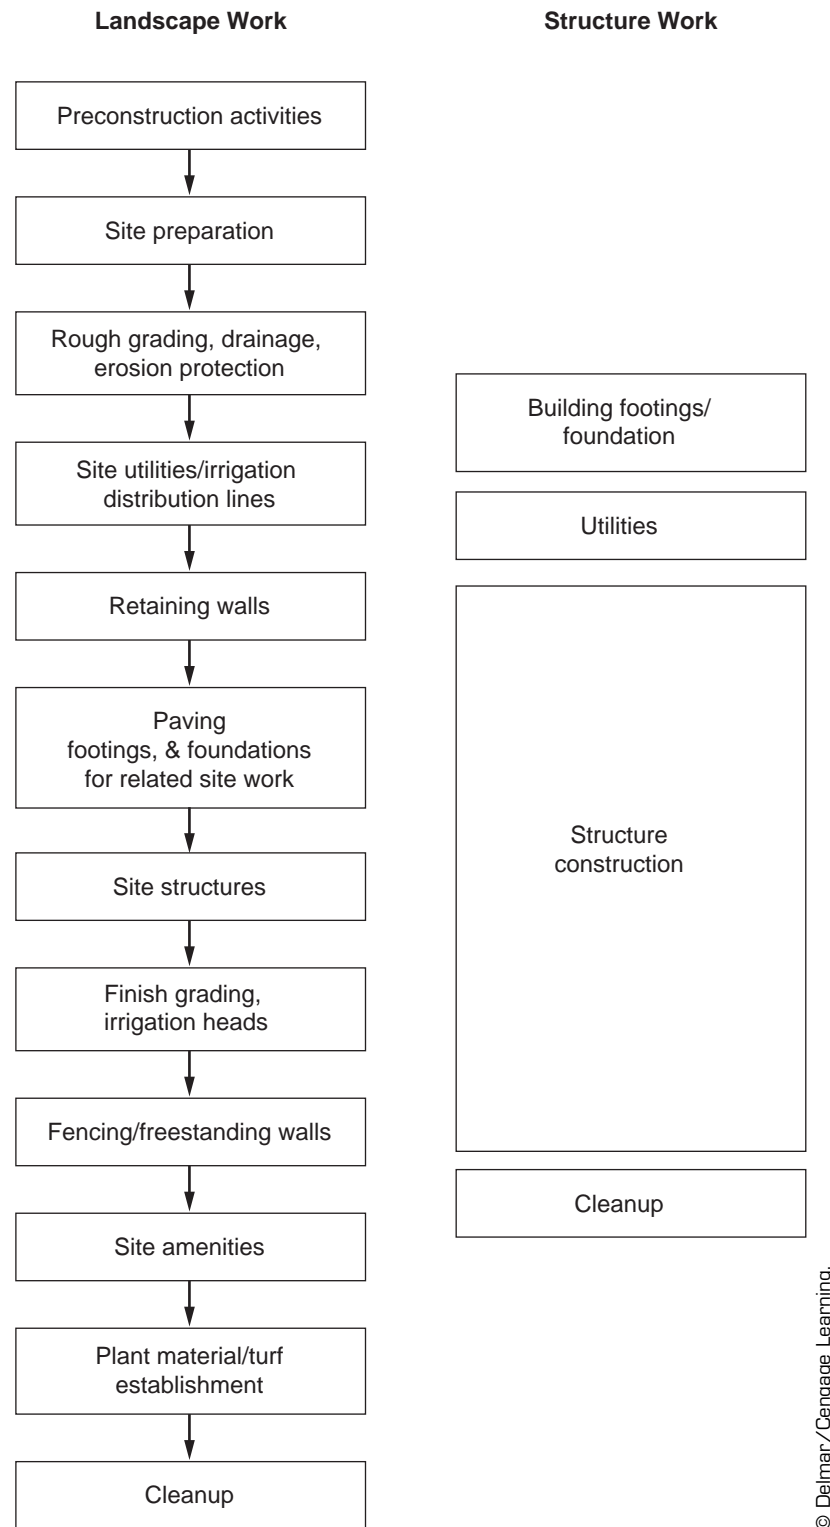 Landscape Work
Structure Work
Preconstruction activities
Site preparation
Rough grading, drainage,
erosion protection
Site utilities/irrigation
distribution lines
Retaining walls
Paving
footings, & foundations
for related site work
Site structures
Finish grading,
irrigation heads
Fencing/freestanding walls
Site amenities
Plant material/turf
establishment
Cleanup
Building footings/
foundation
Utilities
Structure
construction
Cleanup
© Delmar/Cengage Learning.